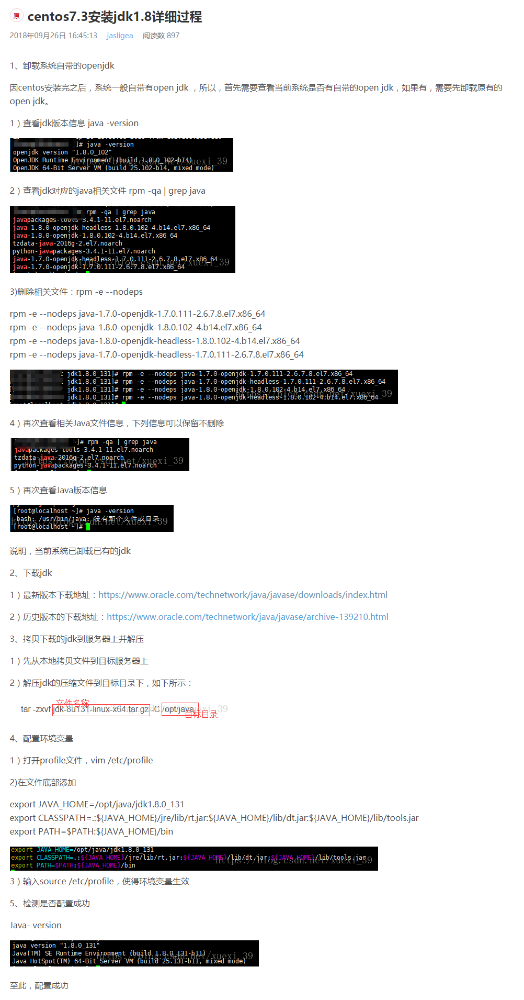 原 centos7.3安装jdk1.8详细过程
2018年09月26日 16:45:13 jasligea 阅读数 897
1、卸载系统自带的openjdk
因centos安装完之后，系统一般自带有open jdk ，所以，首先需要查看当前系统是否有自带的open jdk，如果有，需要先卸载原有的
open jdk。
1）查看jdk版本信息 java -version
]# java -version
openjdk version "1.8.0_102"
OpenJDK Runtime Environment (build 1.8.0_102-b14)
OpenJDK 64-Bit Server VM (build 25.102-b14, mixed mode)
https://blog.csdn.net/xuexi_39
2）查看jdk对应的java相关文件 rpm -qa | grep java
rpm -qa | grep java
javapackages-tools-3.4.1-11.el7.noarch
java-1.8.0-openjdk-headless-1.8.0.102-4.b14.el7.x86_64
java-1.8.0-openjdk-1.8.0.102-4.b14.el7.x86_64
tzdata-java-2016g-2.el7.noarch
python-javapackages-3.4.1-11.el7.noarch
java-1.7.0-openjdk-headless-1.7.0.111-2.6.7.8.el7.x86_64
java-1.7.0-openjdk-1.7.0.111-2.6.7.8.el7.x86_64
https://blog.csdn.net/xuexi_39
3)删除相关文件：rpm -e --nodeps
rpm -e --nodeps java-1.7.0-openjdk-1.7.0.111-2.6.7.8.el7.x86_64
rpm -e --nodeps java-1.8.0-openjdk-1.8.0.102-4.b14.el7.x86_64
rpm -e --nodeps java-1.8.0-openjdk-headless-1.8.0.102-4.b14.el7.x86_64
rpm -e --nodeps java-1.7.0-openjdk-headless-1.7.0.111-2.6.7.8.el7.x86_64
jdk1.8.0_131]# rpm -e --nodeps java-1.7.0-openjdk-1.7.0.111-2.6.7.8.el7.x86_64
jdk1.8.0_131]# rpm -e --nodeps java-1.7.0-openjdk-headless-1.7.0.111-2.6.7.8.el7.x86_64
jdk1.8.0_131]# rpm -e --nodeps java-1.8.0-openjdk-1.8.0.102-4.b14.el7.x86_64
jdk1.8.0_131]# rpm -e --nodeps java-1.8.0-openjdk-headless-1.8.0.102-4.b14.el7.x86_64
https://blog.csdn.net/xuexi_39
4）再次查看相关Java文件信息，下列信息可以保留不删除
~]# rpm -qa | grep java
javapackages-tools-3.4.1-11.el7.noarch
tzdata-java-2016g-2.el7.noarch
python-javapackages-3.4.1-11.el7.noarch
https://blog.csdn.net/xuexi_39
5）再次查看Java版本信息
[root@localhost ~]# java -version
-bash: /usr/bin/java: 没有那个文件或目录
[root@localhost ~]#
https://blog.csdn.net/xuexi_39
说明，当前系统已卸载已有的jdk
2、下载jdk
1）最新版本下载地址：https://www.oracle.com/technetwork/java/javase/downloads/index.html
2）历史版本的下载地址：https://www.oracle.com/technetwork/java/javase/archive-139210.html
3、拷贝下载的jdk到服务器上并解压
1）先从本地拷贝文件到目标服务器上
2）解压jdk的压缩文件到目标目录下，如下所示：
文件名称
tar -zxvf jdk-8u131-linux-x64.tar.gz -C /opt/java
目标目录
4、配置环境变量
1）打开profile文件，vim /etc/profile
2)在文件底部添加
export JAVA_HOME=/opt/java/jdk1.8.0_131
export CLASSPATH=.:${JAVA_HOME}/jre/lib/rt.jar:${JAVA_HOME}/lib/dt.jar:${JAVA_HOME}/lib/tools.jar
export PATH=$PATH:${JAVA_HOME}/bin
export JAVA_HOME=/opt/java/jdk1.8.0_131
export CLASSPATH=.:${JAVA_HOME}/jre/lib/rt.jar:${JAVA_HOME}/lib/dt.jar:${JAVA_HOME}/lib/tools.jar
export PATH=$PATH:${JAVA_HOME}/bin
https://blog.csdn.net/xuexi_39
3）输入source /etc/profile，使得环境变量生效
5、检测是否配置成功
Java- version
java version "1.8.0_131"
Java(TM) SE Runtime Environment (build 1.8.0_131-b11)
Java HotSpot(TM) 64-Bit Server VM (build 25.131-b11, mixed mode)
https://blog.csdn.net/xuexi_39
至此，配置成功